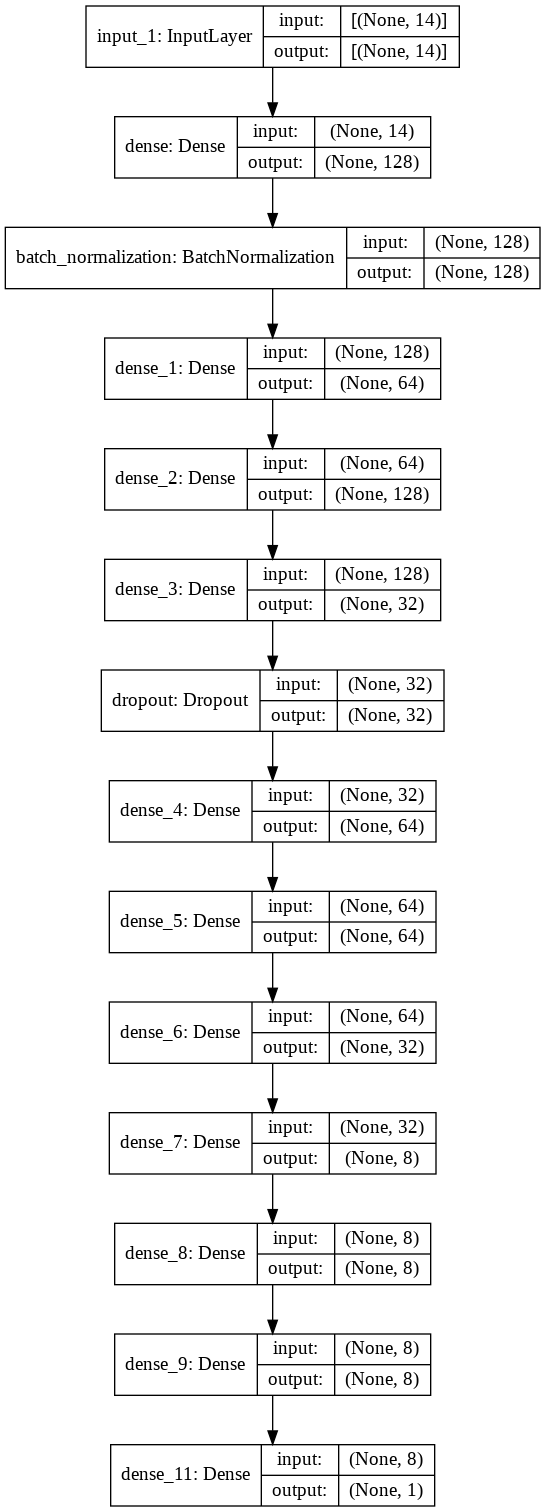 input_1: InputLayer
input: [(None, 14)]
output: [(None, 14)]
dense: Dense
input: (None, 14)
output: (None, 128)
batch_normalization: BatchNormalization
input: (None, 128)
output: (None, 128)
dense_1: Dense
input: (None, 128)
output: (None, 64)
dense_2: Dense
input: (None, 64)
output: (None, 128)
dense_3: Dense
input: (None, 128)
output: (None, 32)
dropout: Dropout
input: (None, 32)
output: (None, 32)
dense_4: Dense
input: (None, 32)
output: (None, 64)
dense_5: Dense
input: (None, 64)
output: (None, 64)
dense_6: Dense
input: (None, 64)
output: (None, 32)
dense_7: Dense
input: (None, 32)
output: (None, 8)
dense_8: Dense
input: (None, 8)
output: (None, 8)
dense_9: Dense
input: (None, 8)
output: (None, 8)
dense_11: Dense
input: (None, 8)
output: (None, 1)